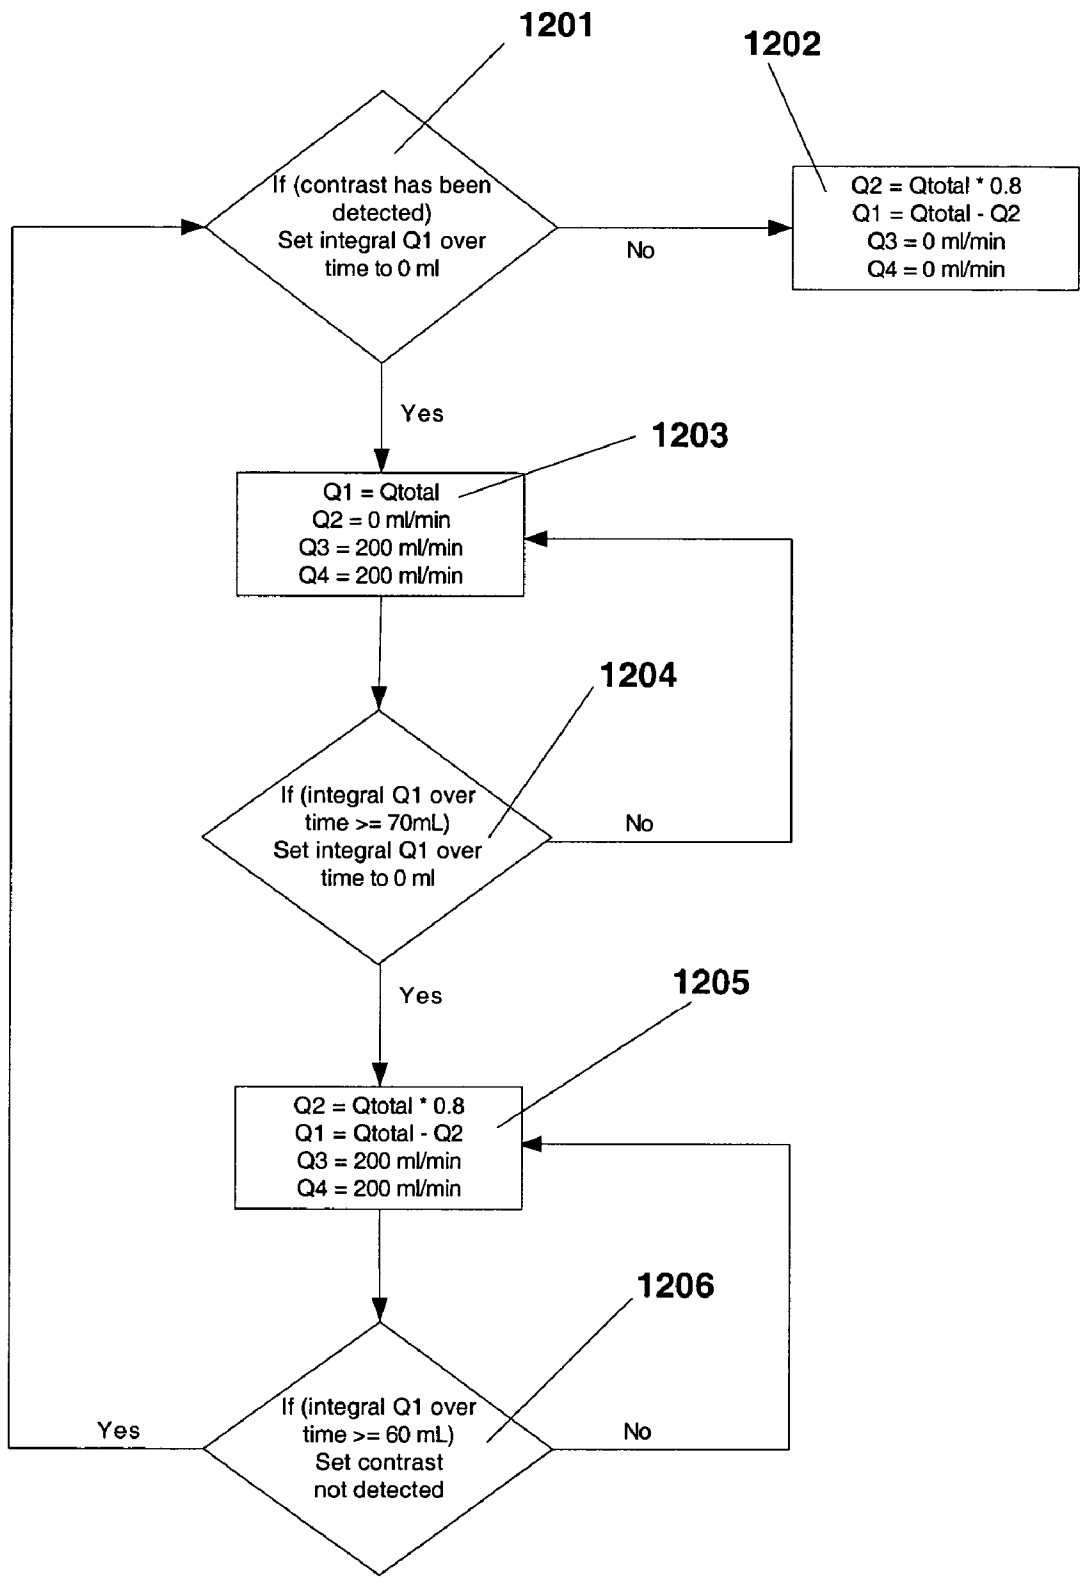 1201
1202
If (contrast has been
detected)
Set integral Q1 over
time to 0 ml
No
Q2 = Qtotal * 0.8
Q1 = Qtotal - Q2
Q3 = 0 ml/min
Q4 = 0 ml/min
Yes
1203
Q1 = Qtotal
Q2 = 0 ml/min
Q3 = 200 ml/min
Q4 = 200 ml/min
1204
If (integral Q1 over
time >= 70mL)
Set integral Q1 over
time to 0 ml
No
Yes
1205
Q2 = Qtotal * 0.8
Q1 = Qtotal - Q2
Q3 = 200 ml/min
Q4 = 200 ml/min
1206
If (integral Q1 over
time >= 60 mL)
Set contrast
not detected
Yes
No